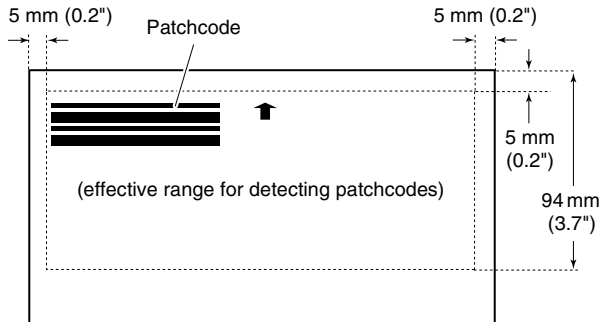 5 mm (0.2")
Patchcode
5 mm (0.2")
5 mm
(0.2")
(effective range for detecting patchcodes)
94 mm
(3.7")